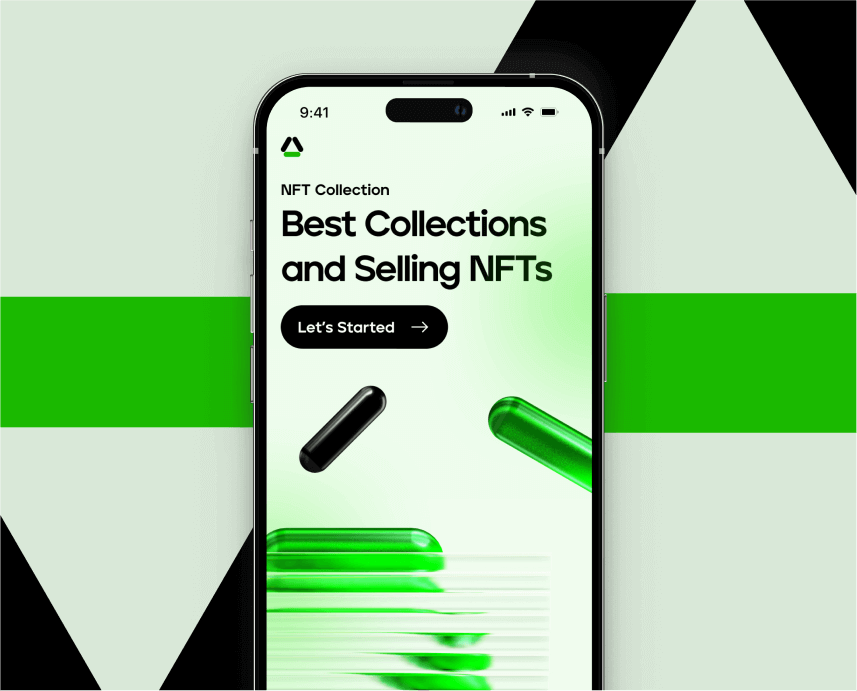 9:41
NFT Collection
Best Collections
and Selling NFTs
Let's Started